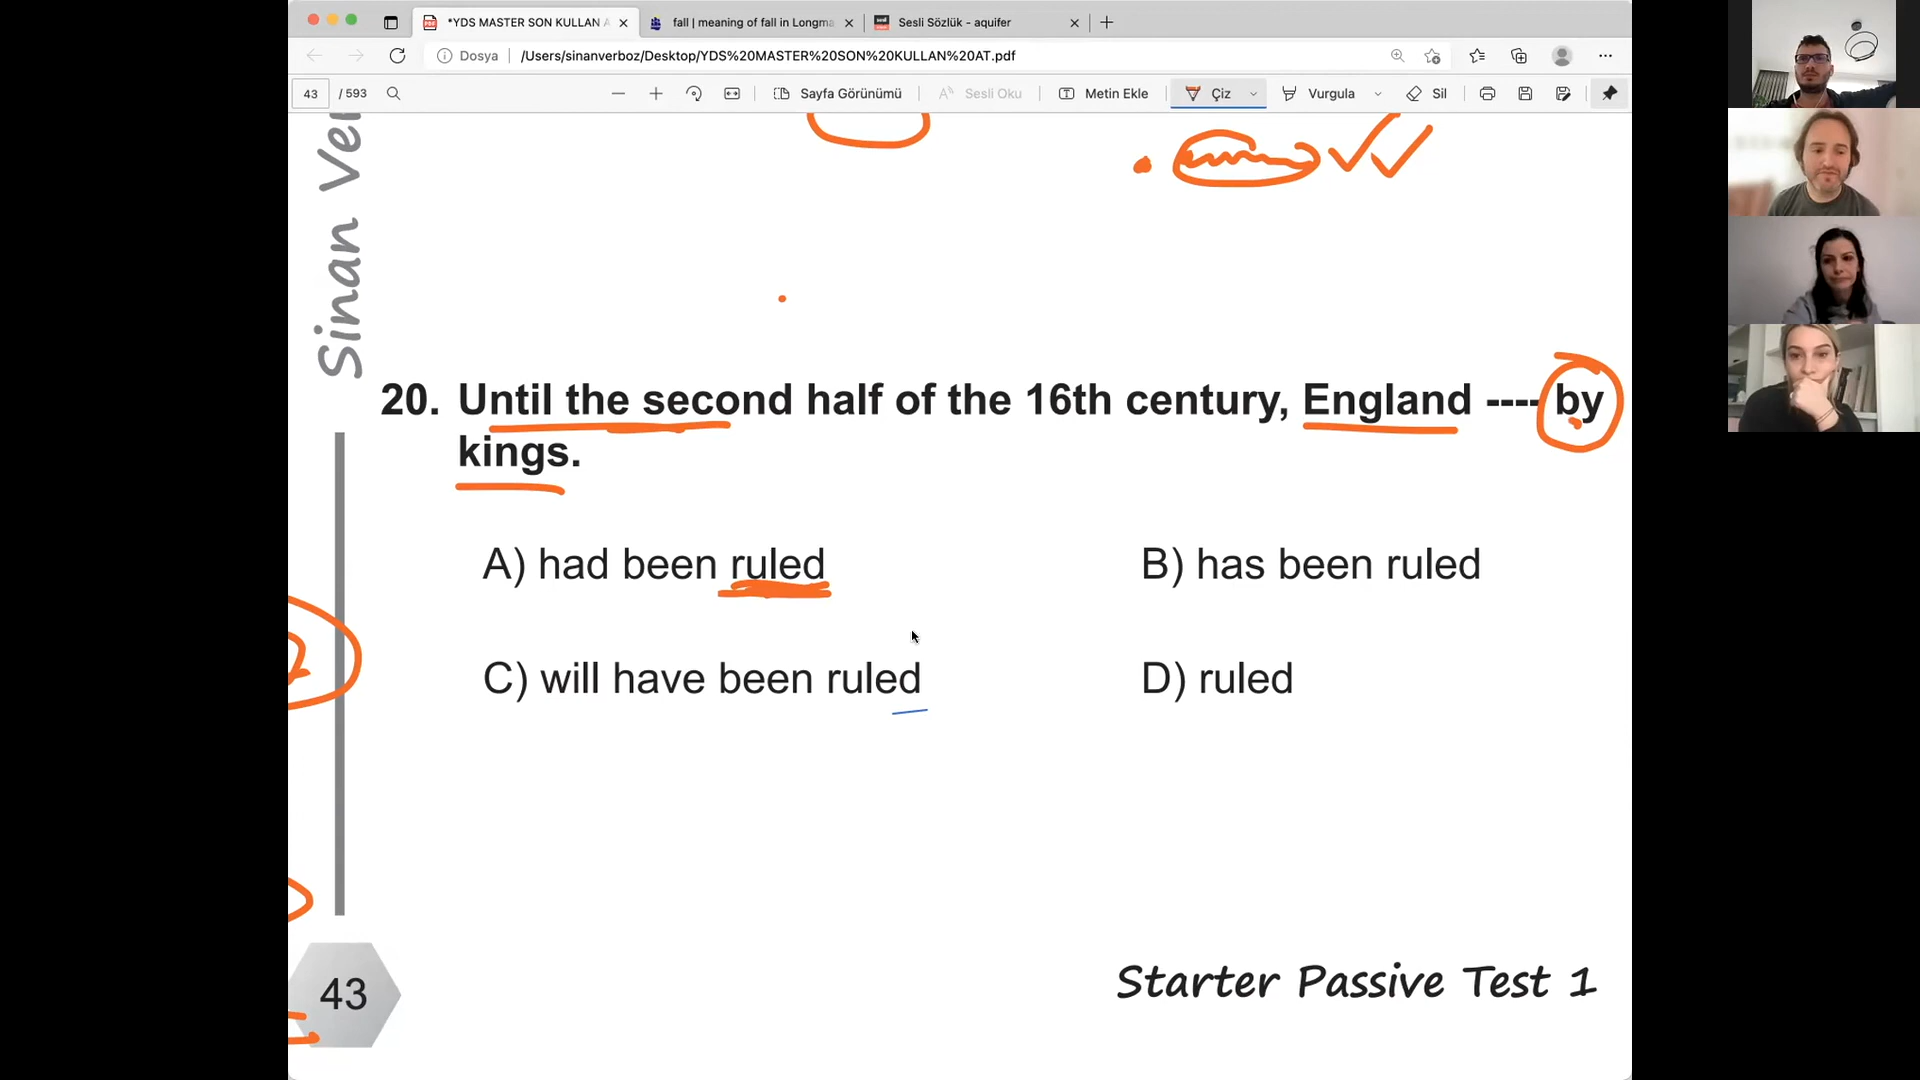 *YDS MASTER SON KULLAN A
fall | meaning of fall in Longma
Sesli Sözlük - aquifer
Dosya
/Users/sinanverboz/Desktop/YDS%20MASTER%20SON%20KULLAN%20AT.pdf
43 / 593
Sayfa Görünümü
Sesli Oku
Metin Ekle
Çiz
Vurgula
Sil
Sinan Ver
20. Until the second half of the 16th century, England ---- by
kings.
A) had been ruled
B) has been ruled
C) will have been ruled
D) ruled
43
Starter Passive Test 1